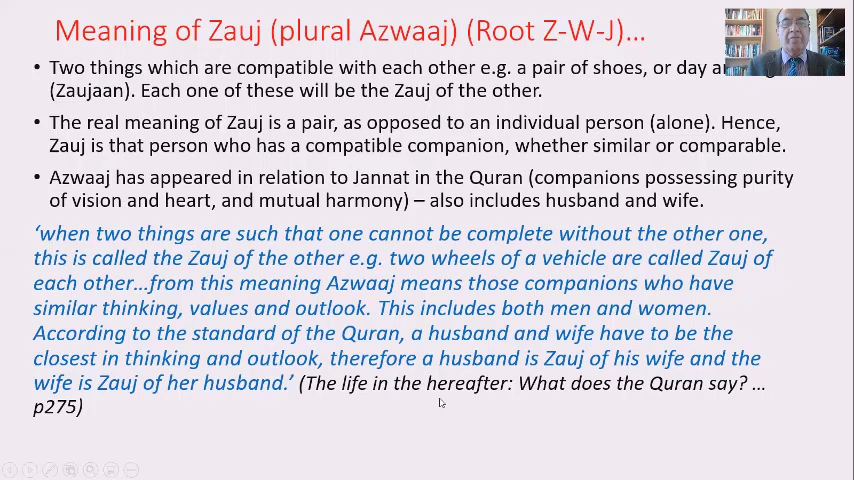 Meaning of Zauj (plural Azwaaj) (Root Z-W-J)…
• Two things which are compatible with each other e.g. a pair of shoes, or day
(Zaujaan). Each one of these will be the Zauj of the other.
• The real meaning of Zauj is a pair, as opposed to an individual person (alone). Hence,
Zauj is that person who has a compatible companion, whether similar or comparable.
• Azwaaj has appeared in relation to Jannat in the Quran (companions possessing purity
of vision and heart, and mutual harmony) – also includes husband and wife.
‘when two things are such that one cannot be complete without the other one,
this is called the Zauj of the other e.g. two wheels of a vehicle are called Zauj of
each other…from this meaning Azwaaj means those companions who have
similar thinking, values and outlook. This includes both men and women.
According to the standard of the Quran, a husband and wife have to be the
closest in thinking and outlook, therefore a husband is Zauj of his wife and the
wife is Zauj of her husband.’ (The life in the hereafter: What does the Quran say? …
p275)